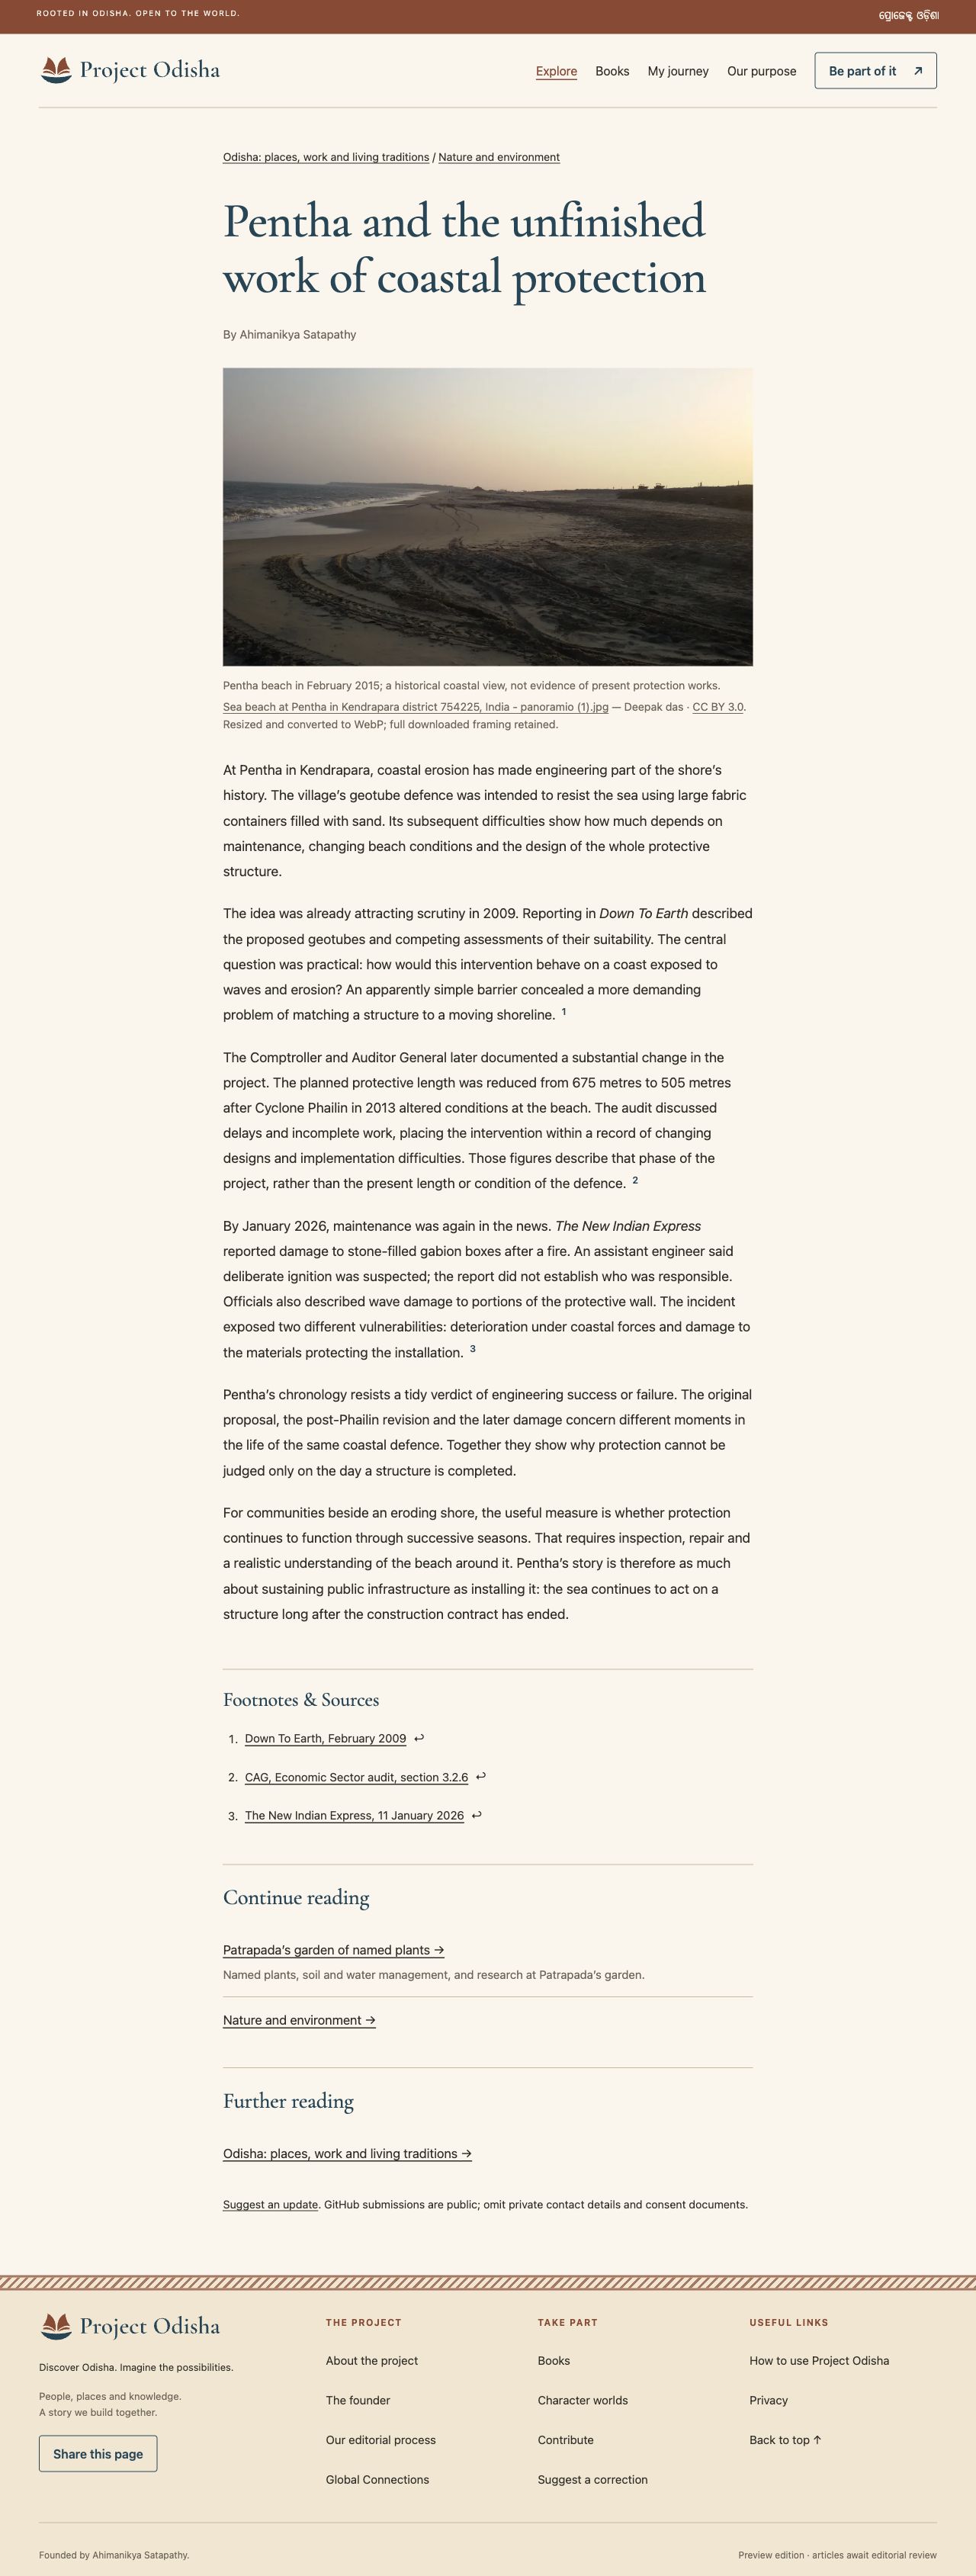 ROOTED IN ODISHA. OPEN TO THE WORLD.
ପ୍ରୋଜେକ୍ଟ ଓଡ଼ିଶା
Project Odisha
Explore
Books
My journey
Our purpose
Be part of it ↗
Odisha: places, work and living traditions / Nature and environment
Pentha and the unfinished
work of coastal protection
By Ahimanikya Satapathy
Pentha beach in February 2015; a historical coastal view, not evidence of present protection works.
Sea beach at Pentha in Kendrapara district 754225, India - panoramio (1).jpg — Deepak das · CC BY 3.0.
Resized and converted to WebP; full downloaded framing retained.
At Pentha in Kendrapara, coastal erosion has made engineering part of the shore’s
history. The village’s geotube defence was intended to resist the sea using large fabric
containers filled with sand. Its subsequent difficulties show how much depends on
maintenance, changing beach conditions and the design of the whole protective
structure.
The idea was already attracting scrutiny in 2009. Reporting in Down To Earth described
the proposed geotubes and competing assessments of their suitability. The central
question was practical: how would this intervention behave on a coast exposed to
waves and erosion? An apparently simple barrier concealed a more demanding
problem of matching a structure to a moving shoreline. 1
The Comptroller and Auditor General later documented a substantial change in the
project. The planned protective length was reduced from 675 metres to 505 metres
after Cyclone Phailin in 2013 altered conditions at the beach. The audit discussed
delays and incomplete work, placing the intervention within a record of changing
designs and implementation difficulties. Those figures describe that phase of the
project, rather than the present length or condition of the defence. 2
By January 2026, maintenance was again in the news. The New Indian Express
reported damage to stone-filled gabion boxes after a fire. An assistant engineer said
deliberate ignition was suspected; the report did not establish who was responsible.
Officials also described wave damage to portions of the protective wall. The incident
exposed two different vulnerabilities: deterioration under coastal forces and damage to
the materials protecting the installation. 3
Pentha’s chronology resists a tidy verdict of engineering success or failure. The original
proposal, the post-Phailin revision and the later damage concern different moments in
the life of the same coastal defence. Together they show why protection cannot be
judged only on the day a structure is completed.
For communities beside an eroding shore, the useful measure is whether protection
continues to function through successive seasons. That requires inspection, repair and
a realistic understanding of the beach around it. Pentha’s story is therefore as much
about sustaining public infrastructure as installing it: the sea continues to act on a
structure long after the construction contract has ended.
Footnotes & Sources
1. Down To Earth, February 2009 ↩
2. CAG, Economic Sector audit, section 3.2.6 ↩
3. The New Indian Express, 11 January 2026 ↩
Continue reading
Patrapada’s garden of named plants →
Named plants, soil and water management, and research at Patrapada’s garden.
Nature and environment →
Further reading
Odisha: places, work and living traditions →
Suggest an update. GitHub submissions are public; omit private contact details and consent documents.
Project Odisha
Discover Odisha. Imagine the possibilities.
People, places and knowledge.
A story we build together.
Share this page
THE PROJECT
About the project
The founder
Our editorial process
Global Connections
TAKE PART
Books
Character worlds
Contribute
Suggest a correction
USEFUL LINKS
How to use Project Odisha
Privacy
Back to top ↑
Founded by Ahimanikya Satapathy.
Preview edition · articles await editorial review